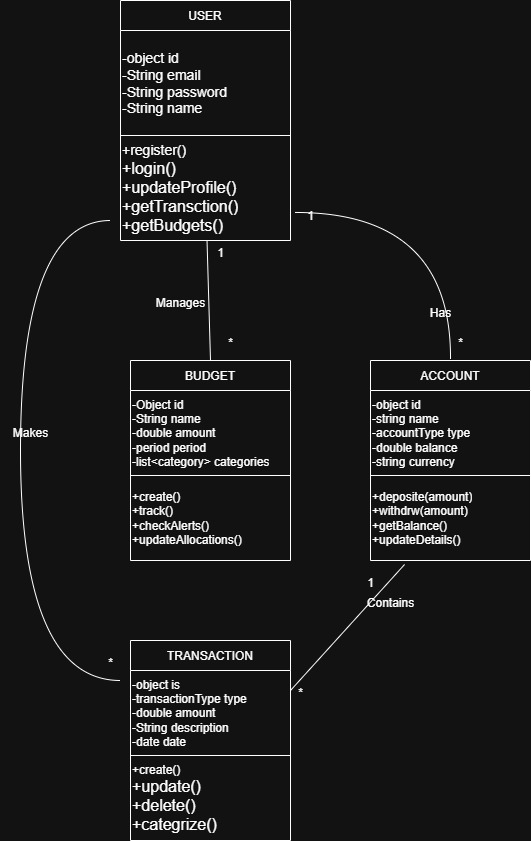 USER
-object id
-String email
-String password
-String name
+register()
+login()
+updateProfile()
+getTransction()
+getBudgets()
1
1
Manages
Has
*
*
BUDGET
-Object id
-String name
-double amount
-period period
-list<category> categories
+create()
+track()
+checkAlerts()
+updateAllocations()
ACCOUNT
-object id
-string name
-accountType type
-double balance
-string currency
+deposite(amount)
+withdrw(amount)
+getBalance()
+updateDetails()
Makes
1
Contains
*
*
TRANSACTION
-object is
-transactionType type
-double amount
-String description
-date date
+create()
+update()
+delete()
+categrize()